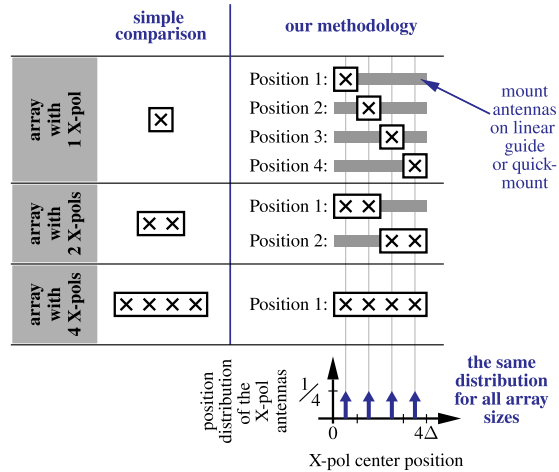 simple
comparison
our methodology
array
with
1 X-pol
Position 1:
Position 2:
Position 3:
Position 4:
mount
antennas
on linear
guide
or quick-
mount
array
with
2 X-pols
Position 1:
Position 2:
array
with
4 X-pols
Position 1:
position
distribution
of the
X-pol
antennas
1/4
0
4Δ
X-pol center position
the same
distribution
for all array
sizes